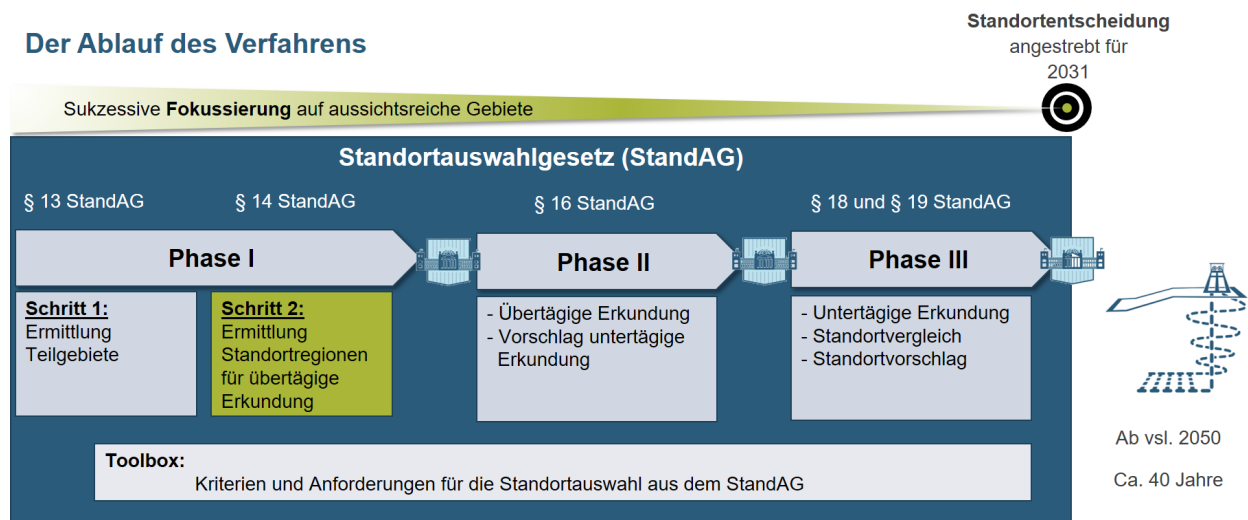 Der Ablauf des Verfahrens
Standortentscheidung
angestrebt für
2031
Sukzessive Fokussierung auf aussichtsreiche Gebiete
Standortauswahlgesetz (StandAG)
§ 13 StandAG
§ 14 StandAG
§ 16 StandAG
§ 18 und § 19 StandAG
Phase I
Phase II
Phase III
Schritt 1:
Ermittlung
Teilgebiete
Schritt 2:
Ermittlung
Standortregionen
für übertägige
Erkundung
- Übertägige Erkundung
- Vorschlag untertägige
Erkundung
- Untertägige Erkundung
- Standortvergleich
- Standortvorschlag
Ab vsl. 2050
Ca. 40 Jahre
Toolbox:
Kriterien und Anforderungen für die Standortauswahl aus dem StandAG